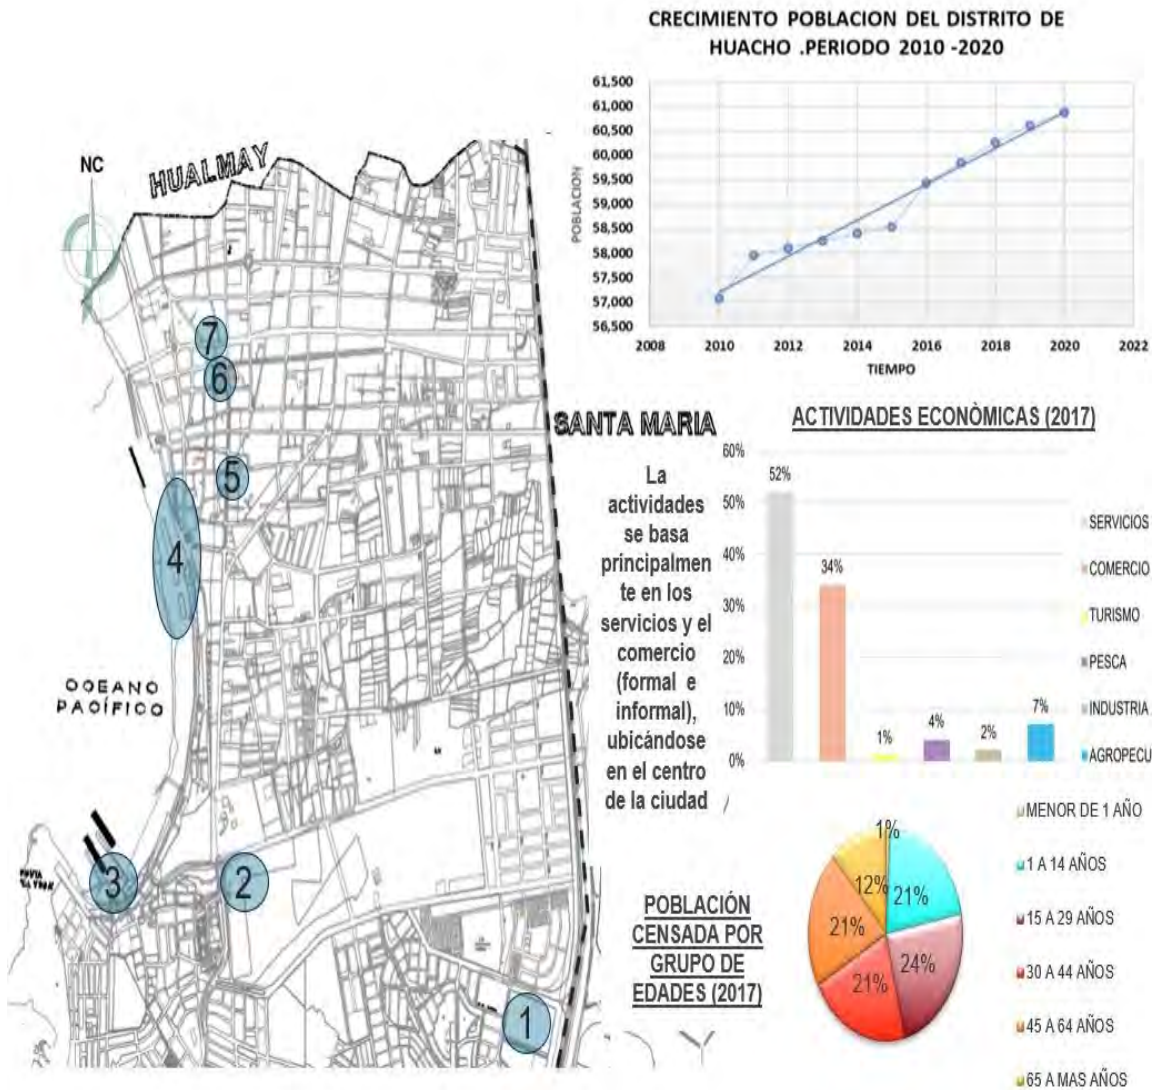 CRECIMIENTO POBLACION DEL DISTRITO DE
HUACHO .PERIODO 2010 -2020
61,500
61,000
60,500
60,000
59,500
59,000
58,500
58,000
57,500
57,000
56,500
POBLACION
2008
2010
2012
2014
2016
2018
2020
2022
TIEMPO
NC
HUALMAY
7
6
5
4
3
2
1
SANTA MARIA
OCEANO
PACÍFICO
La
actividades
se basa
principalmen
te en los
servicios y el
comercio
(formal e
informal),
ubicándose
en el centro
de la ciudad
ACTIVIDADES ECONÒMICAS (2017)
60%
50%
40%
30%
20%
10%
0%
52%
34%
1%
4%
2%
7%
SERVICIOS
COMERCIO
TURISMO
PESCA
INDUSTRIA
AGROPECU
POBLACIÓN
CENSADA POR
GRUPO DE
EDADES (2017)
1%
21%
24%
21%
21%
12%
MENOR DE 1 AÑO
1 A 14 AÑOS
15 A 29 AÑOS
30 A 44 AÑOS
45 A 64 AÑOS
65 A MAS AÑOS